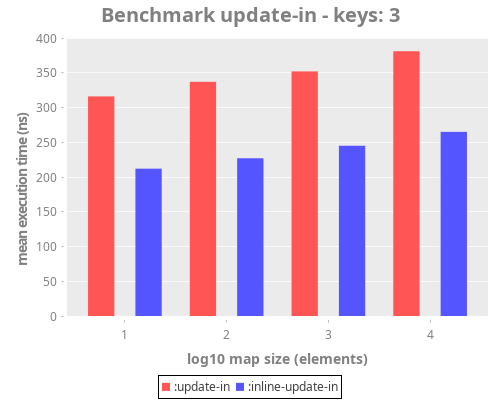 Benchmark update-in - keys: 3
mean execution time (ns)
400
350
300
250
200
150
100
50
0
1 2 3 4
log10 map size (elements)
:update-in :inline-update-in